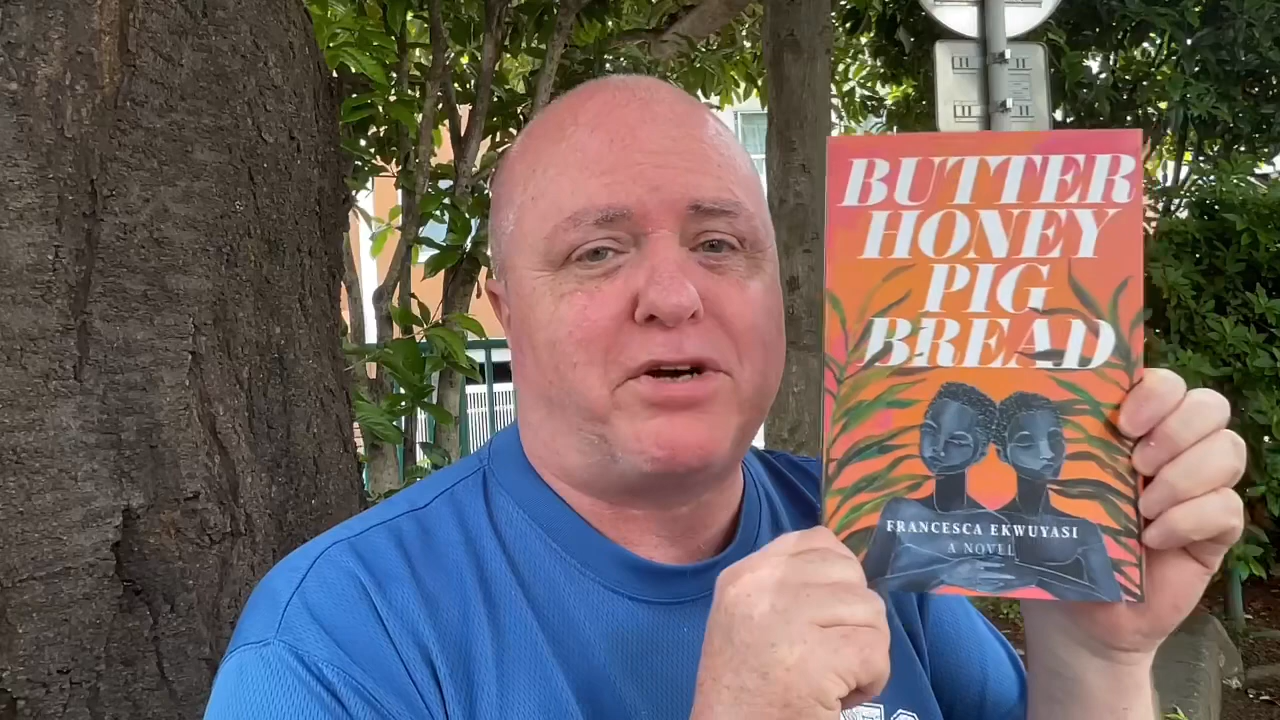 BUTTER
HONEY
PIG
BREAD
FRANCESCA EKWUYASI
A NOVEL